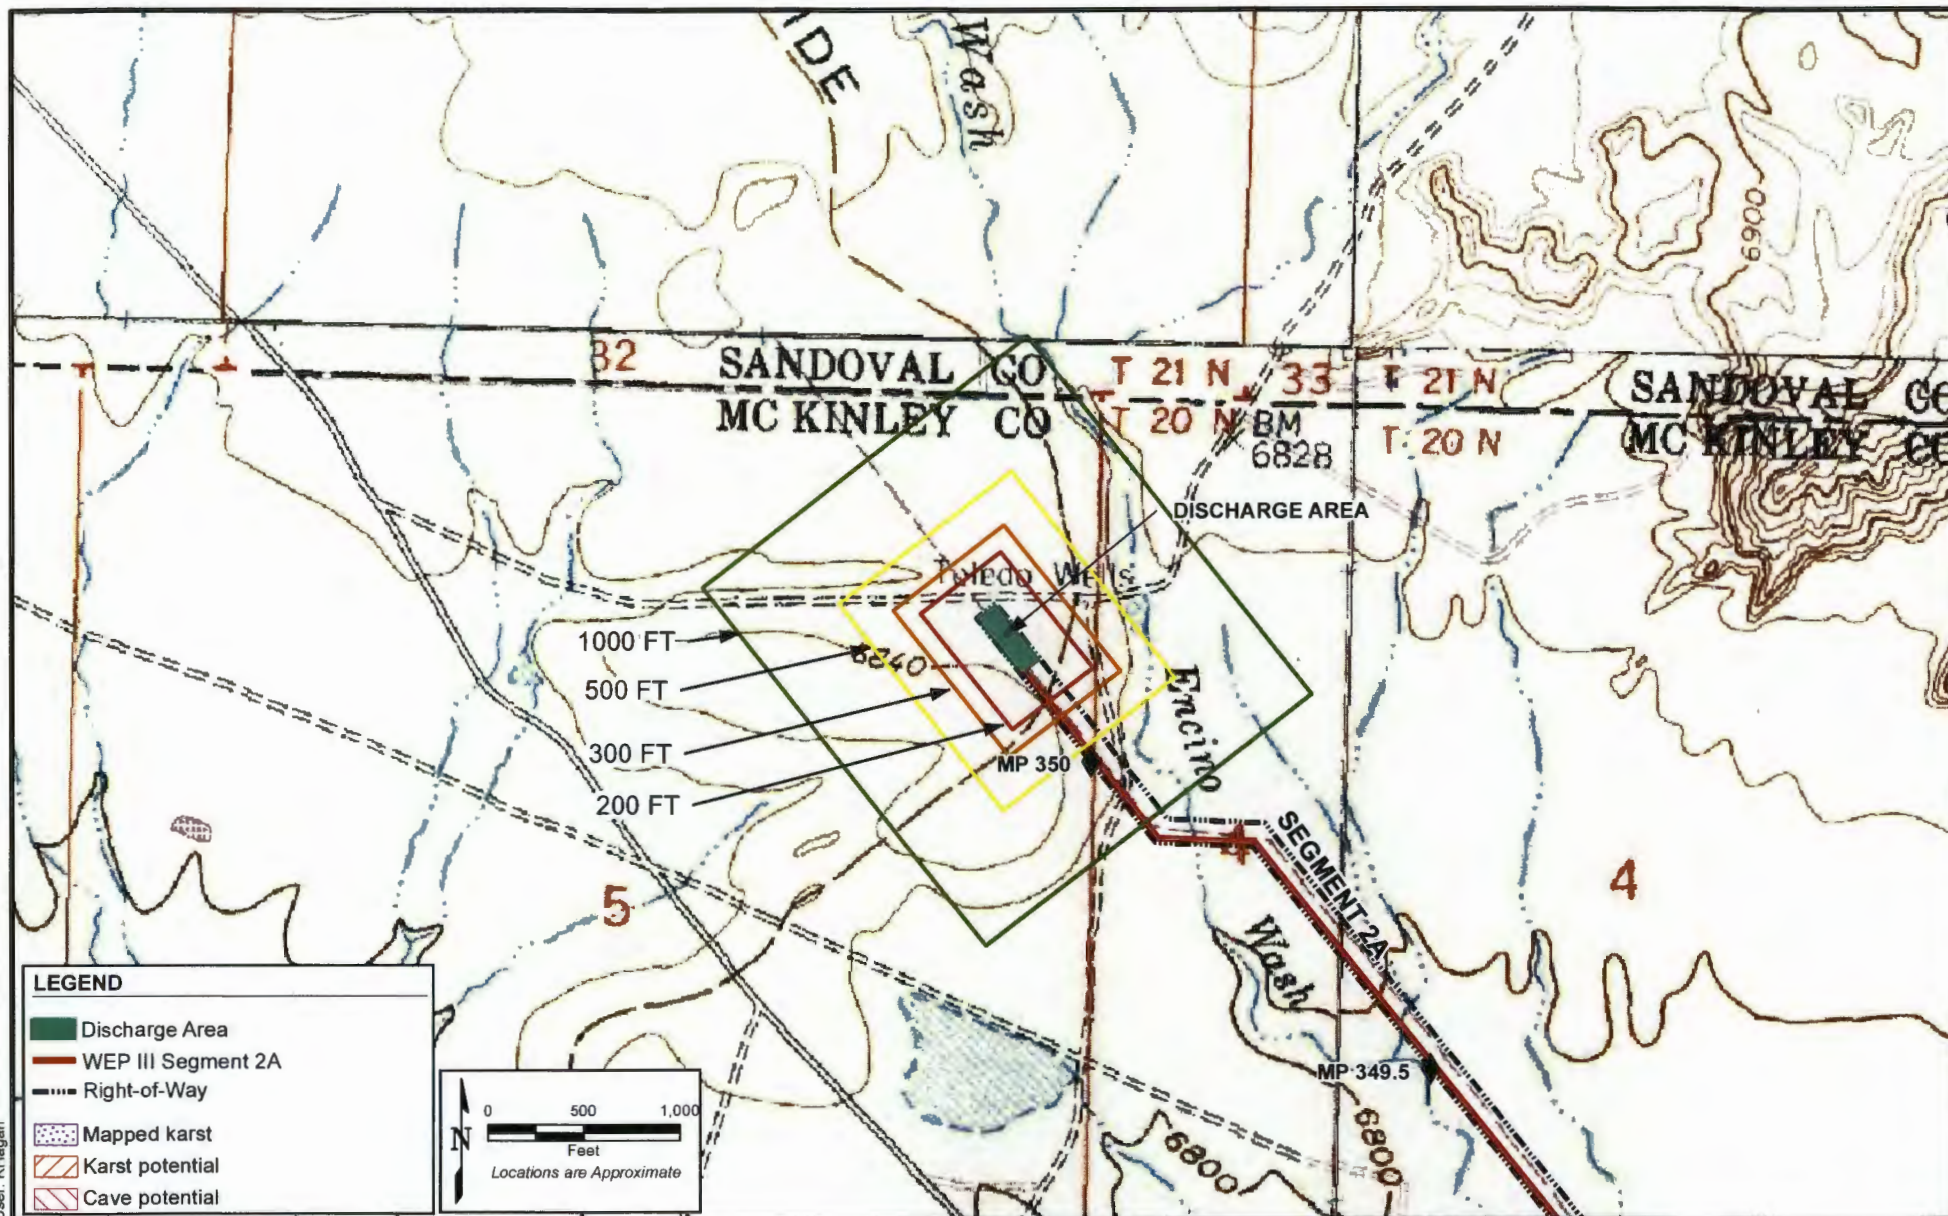 IDE
Wash
6900
32
SANDOVAL CO
T 21 N
33
T 21 N
SANDOVAL CO
MC KINLEY CO
T 20 N
BM
6828
T 20 N
MC KINLEY CO
DISCHARGE AREA
Toledo Wells
1000 FT
6840
500 FT
Encino
300 FT
MP 350
200 FT
SEGMENT 2A
4
4
5
Wash
MP 349.5
6800
6800
LEGEND
Discharge Area
WEP III Segment 2A
Right-of-Way
Mapped karst
Karst potential
Cave potential
0 500 1,000
Feet
N
Locations are Approximate